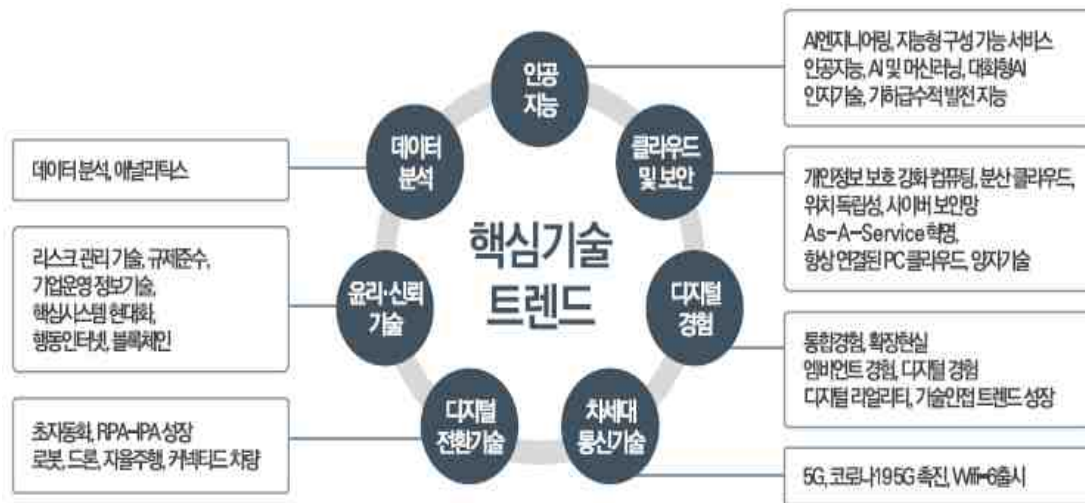 핵심기술
트렌드
인공
지능
AI엔지니어링, 지능형 구성 가능 서비스
인공지능, AI 및 머신러닝, 대화형AI
인지기술, 기하급수적 발전 지능
클라우드
및 보안
개인정보 보호 강화 컴퓨팅, 분산 클라우드,
위치 독립성, 사이버 보안망
As-A-Service혁명,
항상 연결된 PC클라우드, 양자기술
디지털
경험
통합경험, 확장현실
엠비언트 경험, 디지털 경험
디지털 리얼리티, 기술인접 트렌드 성장
차세대
통신기술
5G, 코로나19 5G 촉진, Wifi-6출시
디지털
전환기술
초자동화, RPA-IPA 성장
로봇, 드론, 자율주행, 커넥티드 차량
윤리·신뢰
기술
리스크 관리 기술, 규제준수,
기업운영 정보기술,
핵심시스템 현대화,
행동인터넷, 블록체인
데이터
분석
데이터 분석, 애널리틱스